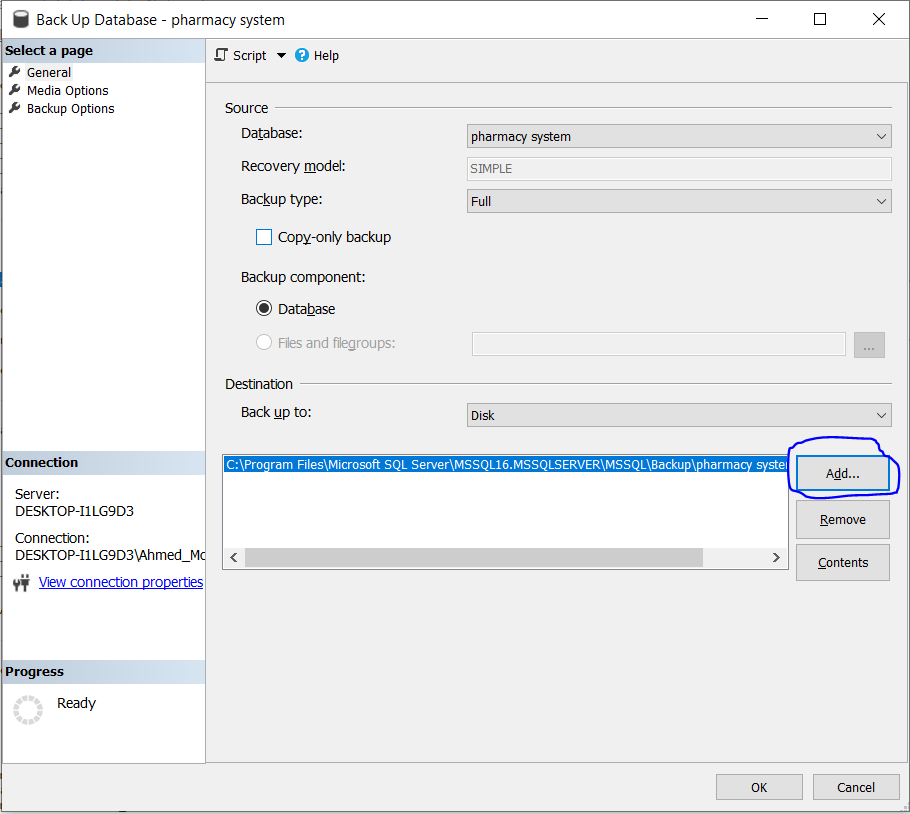 Back Up Database - pharmacy system
Select a page
General
Media Options
Backup Options
Script
Help
Source
Database:
pharmacy system
Recovery model:
SIMPLE
Backup type:
Full
Copy-only backup
Backup component:
Database
Files and filegroups:
...
Destination
Back up to:
Disk
C:\Program Files\Microsoft SQL Server\MSSQL16.MSSQLSERVER\MSSQL\Backup\pharmacy syste
Add...
Remove
Contents
Connection
Server:
DESKTOP-I1LG9D3
Connection:
DESKTOP-I1LG9D3\Ahmed_Mo
View connection properties
Progress
Ready
OK
Cancel